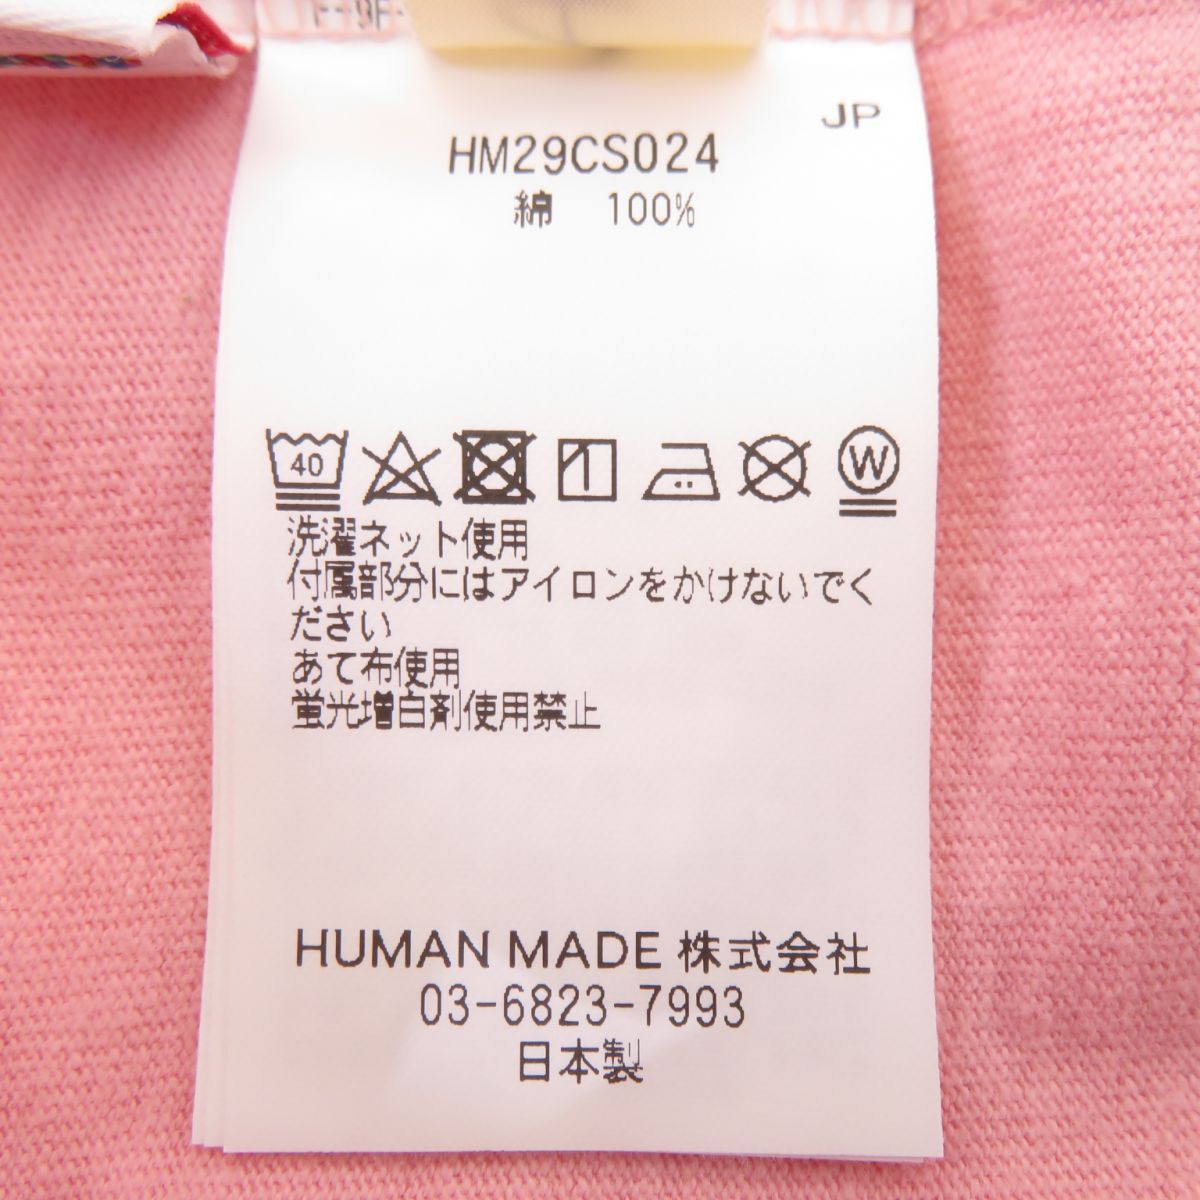 JP
HM29CS024
綿　100%
40
W
洗濯ネット使用
付属部分にはアイロンをかけないでく
ださい
あて布使用
蛍光増白剤使用禁止
HUMAN MADE 株式会社
03-6823-7993
日本製